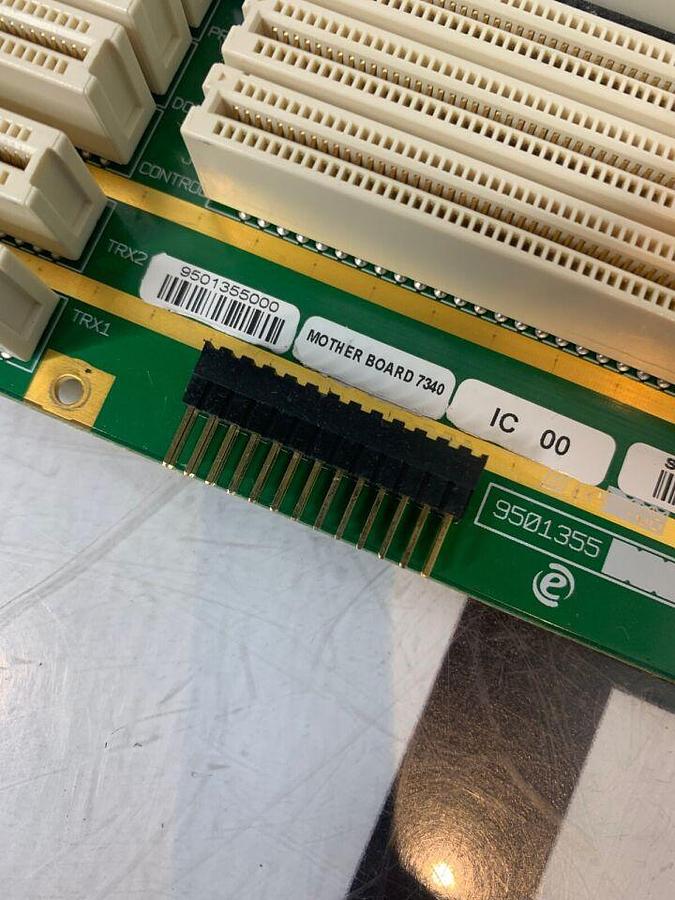 CONTROL
TRX2
TRX1
9501355000
MOTHER BOARD 7340
IC 00
9501355